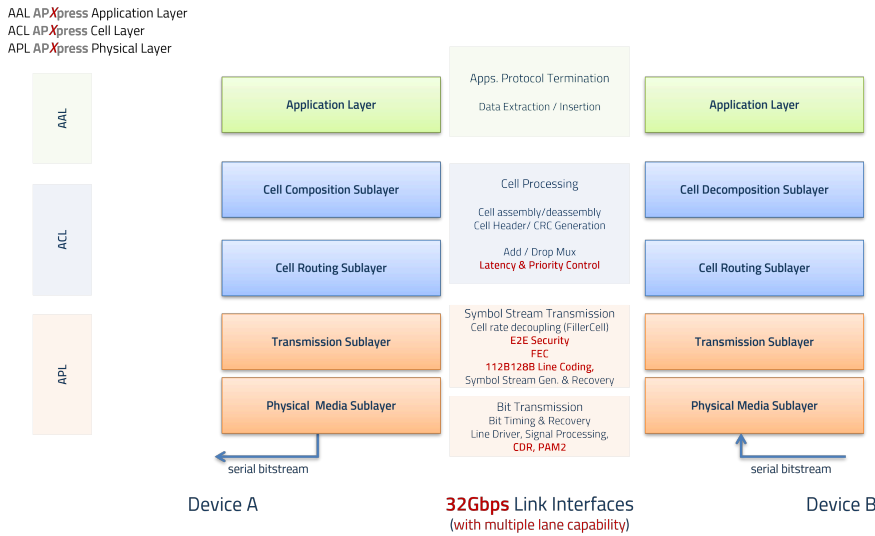 AAL APXpress Application Layer
ACL APXpress Cell Layer
APL APXpress Physical Layer
AAL
Application Layer
Apps. Protocol Termination
Data Extraction / Insertion
Application Layer
ACL
Cell Composition Sublayer
Cell Processing
Cell assembly/deassembly
Cell Header/ CRC Generation
Add / Drop Mux
Latency & Priority Control
Cell Decomposition Sublayer
Cell Routing Sublayer
Cell Routing Sublayer
APL
Transmission Sublayer
Symbol Stream Transmission
Cell rate decoupling (FillerCell)
E2E Security
FEC
112B128B Line Coding,
Symbol Stream Gen. & Recovery
Transmission Sublayer
Physical Media Sublayer
Bit Transmission
Bit Timing & Recovery
Line Driver, Signal Processing,
CDR, PAM2
Physical Media Sublayer
serial bitstream
serial bitstream
Device A
32Gbps Link Interfaces
(with multiple lane capability)
Device B